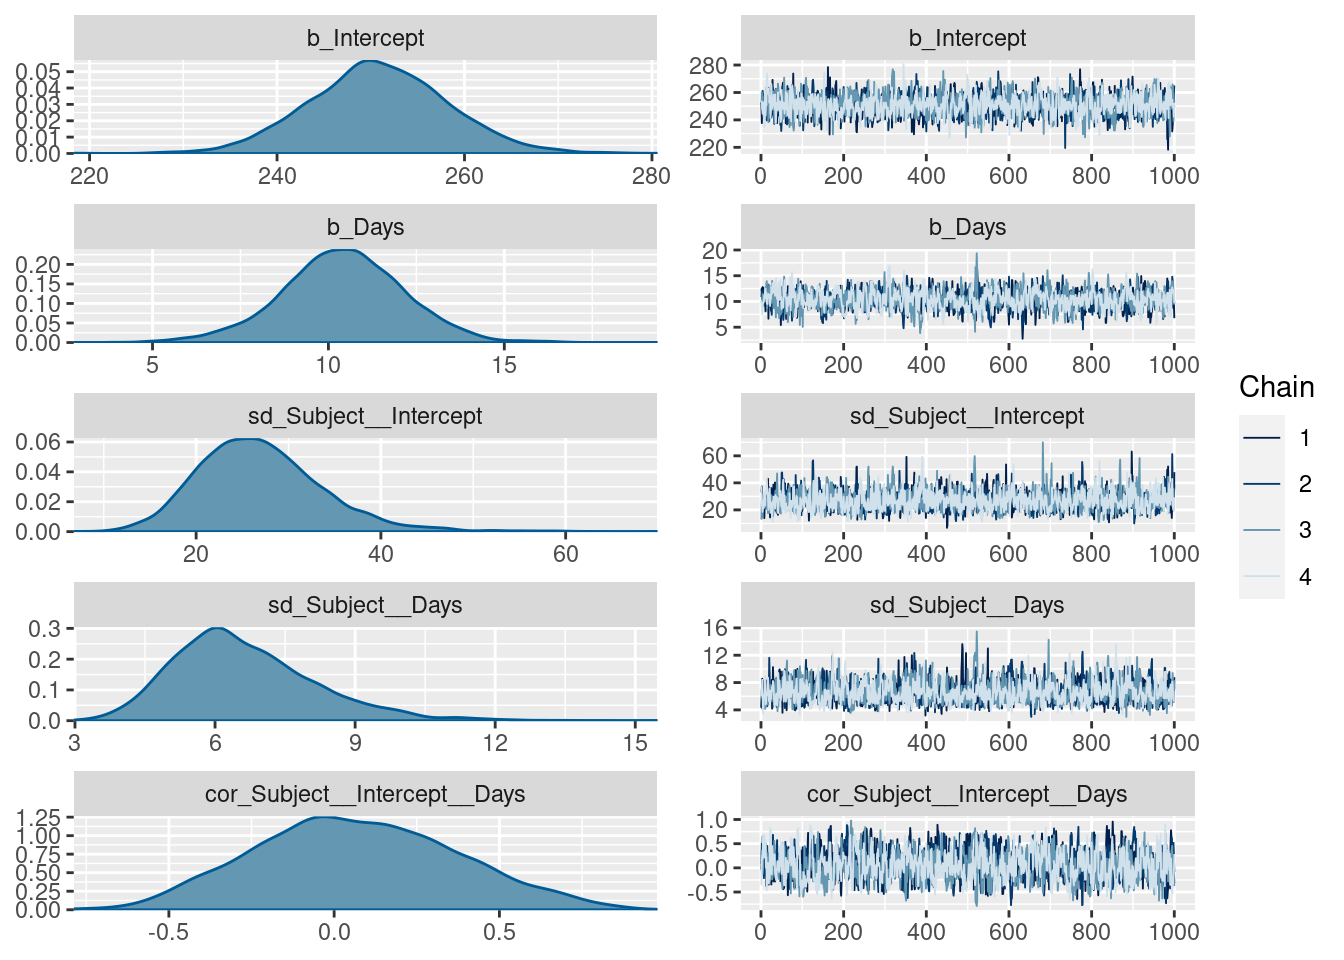 b_Intercept
0.05
0.04
0.03
0.02
0.01
0.00
220 240 260 280
b_Intercept
280
260
240
220
0 200 400 600 800 1000
b_Days
0.20
0.15
0.10
0.05
0.00
5 10 15
b_Days
20
15
10
5
0 200 400 600 800 1000
sd_Subject__Intercept
0.06
0.04
0.02
0.00
20 40 60
sd_Subject__Intercept
60
40
20
0 200 400 600 800 1000
sd_Subject__Days
0.3
0.2
0.1
0.0
3 6 9 12 15
sd_Subject__Days
16
12
8
4
0 200 400 600 800 1000
cor_Subject__Intercept__Days
1.25
1.00
0.75
0.50
0.25
0.00
-0.5 0.0 0.5
cor_Subject__Intercept__Days
1.0
0.5
0.0
-0.5
0 200 400 600 800 1000
Chain
1
2
3
4